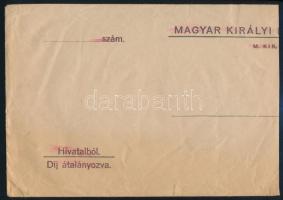 MAGYAR KIRÁLYI
szám.
M. KIR.
darabanth
Hivatalból.
Díj átalányozva.